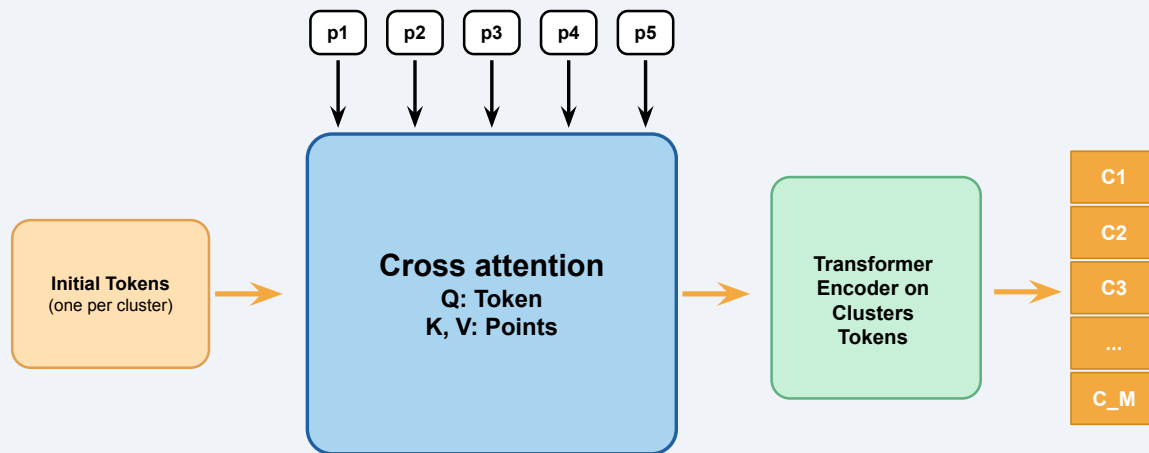 p1 p2 p3 p4 p5
Initial Tokens
(one per cluster)
Cross attention
Q: Token
K, V: Points
Transformer
Encoder on
Clusters
Tokens
C1
C2
C3
...
C_M